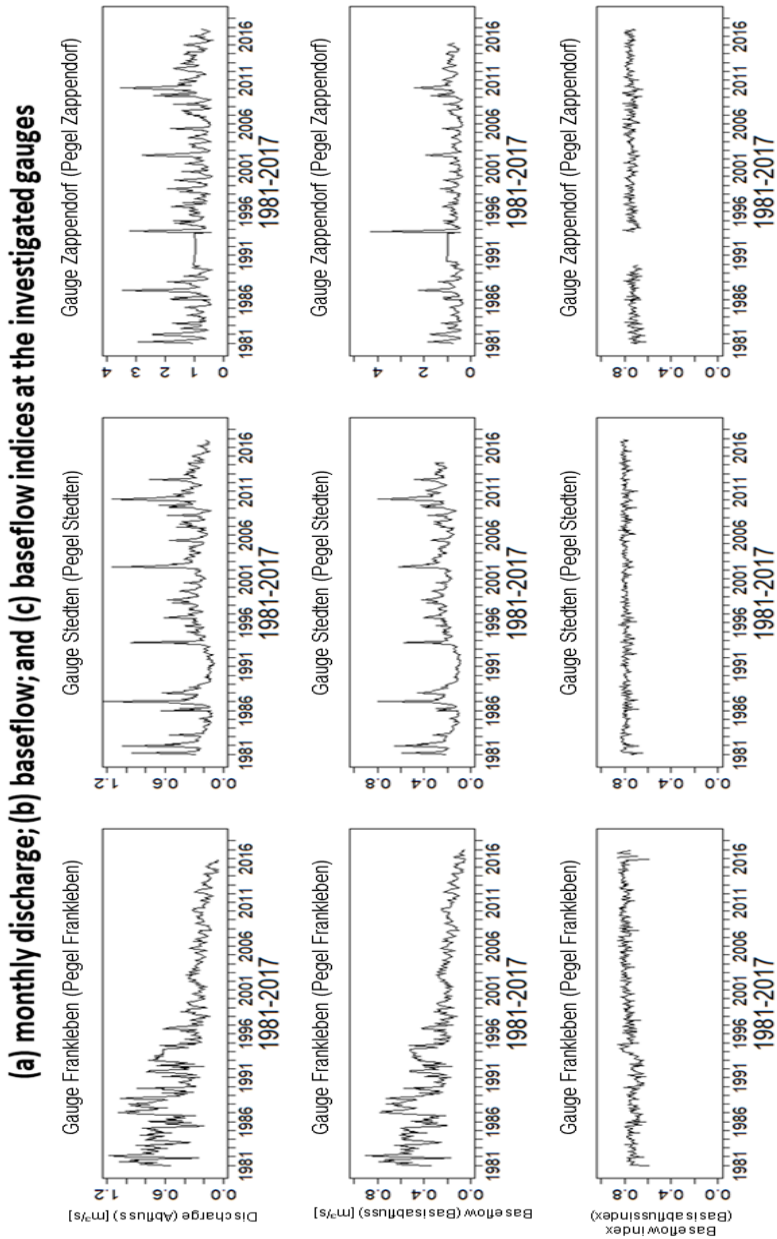 (a) monthly discharge; (b) baseflow; and (c) baseflow indices at the investigated gauges
Gauge Frankleben (Pegel Frankleben)
Discharge (Abfluss) [m³/s]
1.2
0.6
0.0
1981 1986 1991 1996 2001 2006 2011 2016
1981-2017
Gauge Stedten (Pegel Stedten)
1.2
0.6
0.0
1981 1986 1991 1996 2001 2006 2011 2016
1981-2017
Gauge Zappendorf (Pegel Zappendorf)
4
3
2
1
0
1981 1986 1991 1996 2001 2006 2011 2016
1981-2017
Gauge Frankleben (Pegel Frankleben)
Baseflow (Basisabfluss) [m³/s]
0.8
0.4
0.0
1981 1986 1991 1996 2001 2006 2011 2016
1981-2017
Gauge Stedten (Pegel Stedten)
0.8
0.4
0.0
1981 1986 1991 1996 2001 2006 2011 2016
1981-2017
Gauge Zappendorf (Pegel Zappendorf)
4
2
0
1981 1986 1991 1996 2001 2006 2011 2016
1981-2017
Gauge Frankleben (Pegel Frankleben)
Baseflow index
(Basisabflussindex)
0.8
0.4
0.0
1981 1986 1991 1996 2001 2006 2011 2016
1981-2017
Gauge Stedten (Pegel Stedten)
0.8
0.4
0.0
1981 1986 1991 1996 2001 2006 2011 2016
1981-2017
Gauge Zappendorf (Pegel Zappendorf)
0.8
0.4
0.0
1981 1986 1991 1996 2001 2006 2011 2016
1981-2017